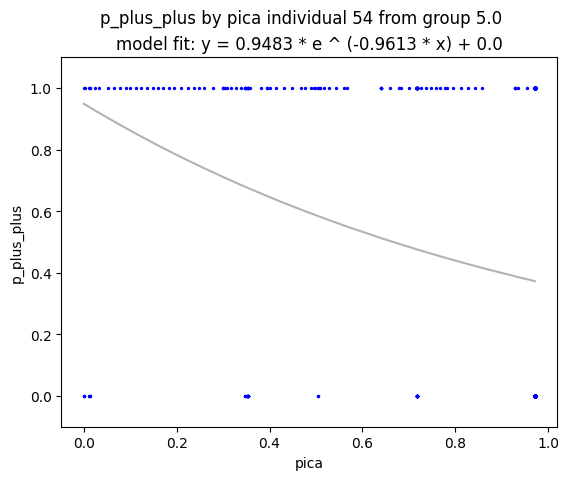 p_plus_plus by pica individual 54 from group 5.0
model fit: y = 0.9483 * e ^ (-0.9613 * x) + 0.0
p_plus_plus
1.0
0.8
0.6
0.4
0.2
0.0
0.0 0.2 0.4 0.6 0.8 1.0
pica